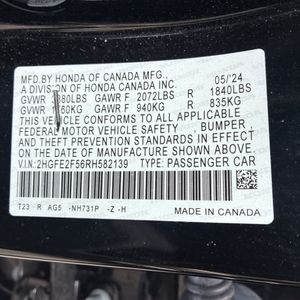 MFD. BY HONDA OF CANADA MFG., 05/'24
A DIVISION OF HONDA CANADA INC.
GVWR 880LBS GAWR F 2072LBS R 1840LBS
GVWR 60KG GAWR F 940KG R 835KG
THIS VEHICLE CONFORMS TO ALL APPLICABLE
FEDERAL MOTOR VEHICLE SAFETY, BUMPER,
AND THEFT PREVENTION STANDARDS IN EFFECT
ON THE DATE OF MANUFACTURE SHOWN ABOVE.
V.I.N:2HGFE2F56RH582139 TYPE: PASSENGER CAR
T23 R AG5 -NH731P -Z -H
MADE IN CANADA